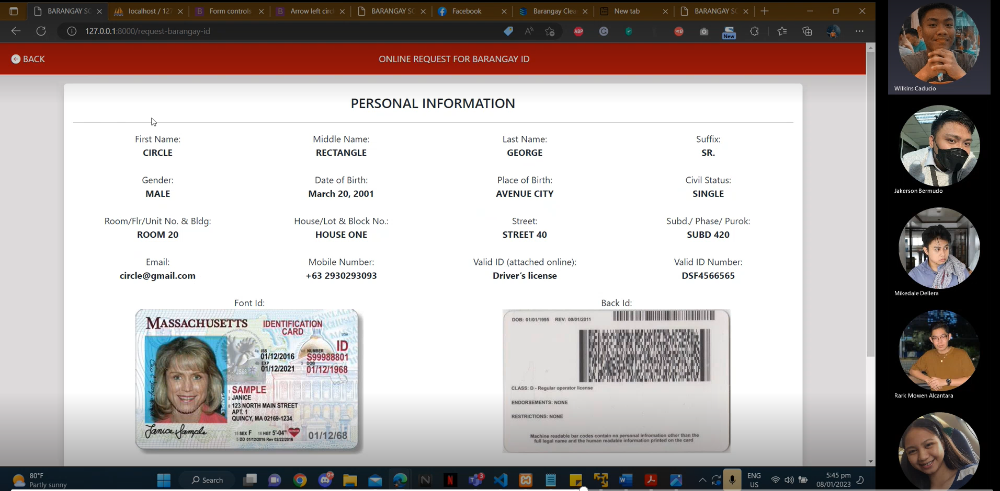 BARANGAY SC
localhost / 127
Form controls
Arrow left circl
BARANGAY SC
Facebook
Barangay Clea
New tab
BARANGAY SC
127.0.0.1:8000/request-barangay-id
ABP
New
BACK
ONLINE REQUEST FOR BARANGAY ID
PERSONAL INFORMATION
First Name:
Middle Name:
Last Name:
Suffix:
CIRCLE
RECTANGLE
GEORGE
SR.
Gender:
Date of Birth:
Place of Birth:
Civil Status:
MALE
March 20, 2001
AVENUE CITY
SINGLE
Room/Flr/Unit No. & Bldg:
House/Lot & Block No.:
Street:
Subd./ Phase/ Purok:
ROOM 20
HOUSE ONE
STREET 40
SUBD 420
Email:
Mobile Number:
Valid ID (attached online):
Valid ID Number:
circle@gmail.com
+63 2930293093
Driver's license
DSF4566565
Font Id:
Back Id:
MASSACHUSETTS
IDENTIFICATION
CARD
USA
ID
4a ISS
01/12/2016
4d NUMBER
S99988801
4b EXP
01/12/2021
3 DOB
01/12/1968
JS68
SAMPLE
1 SAMPLE
2 JANICE
8 123 NORTH MAIN STREET
APT. 1
QUINCY, MA 02169-1234
Janice Sample
15 SEX F 16 HGT 5'-04"
DONOR
01/12/68
5 DD 01/12/2016 Rev 02/22/2016
DOB: 01/01/1995 REV: 00/01/2011
CLASS: D - Regular operator license
ENDORSEMENTS: NONE
RESTRICTIONS: NONE
Machine readable bar codes contain no personal infromation other than the
full legal name and the human readable information printed on the card
Wilkins Caducio
Jakerson Bermudo
Mikedale Dellera
Rark Mowen Alcantara
80°F
Partly sunny
Search
9+
3
ENG
US
5:45 pm
08/01/2023